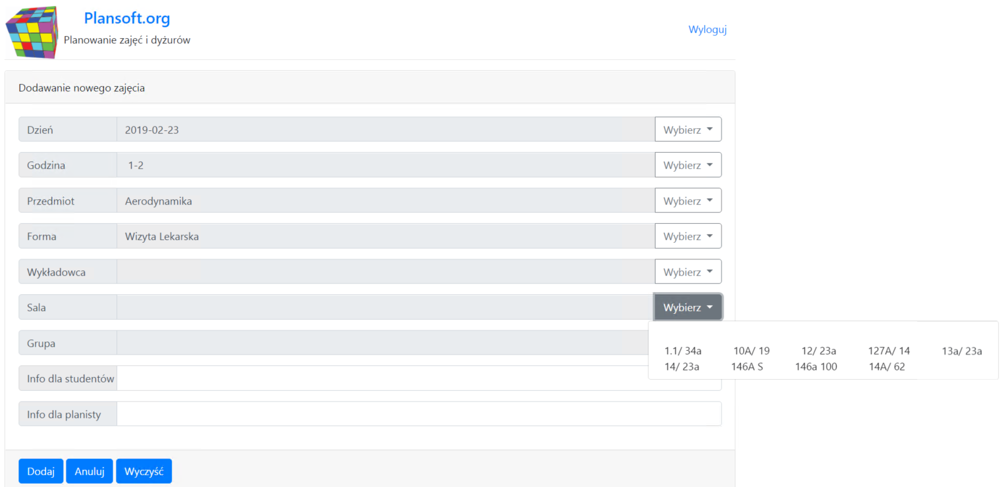 Plansoft.org
Planowanie zajęć i dyżurów
Wyloguj
Dodawanie nowego zajęcia
Dzień 2019-02-23 Wybierz
Godzina 1-2 Wybierz
Przedmiot Aerodynamika Wybierz
Forma Wizyta Lekarska Wybierz
Wykładowca Wybierz
Sala Wybierz
Grupa
1.1/ 34a 10A/ 19 12/ 23a 127A/ 14 13a/ 23a
14/ 23a 146A S 146a 100 14A/ 62
Info dla studentów
Info dla planisty
Dodaj Anuluj Wyczyść